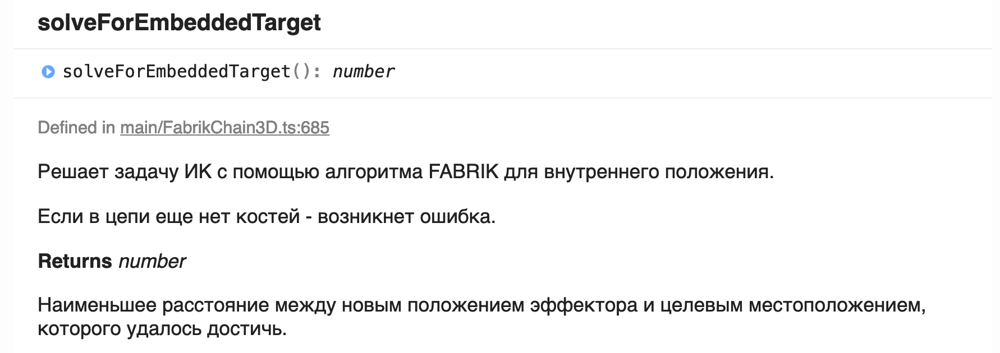 solveForEmbeddedTarget
solveForEmbeddedTarget(): number
Defined in main/FabrikChain3D.ts:685
Решает задачу ИК с помощью алгоритма FABRIK для внутреннего положения.
Если в цепи еще нет костей - возникнет ошибка.
Returns number
Наименьшее расстояние между новым положением эффектора и целевым местоположением,
которого удалось достичь.